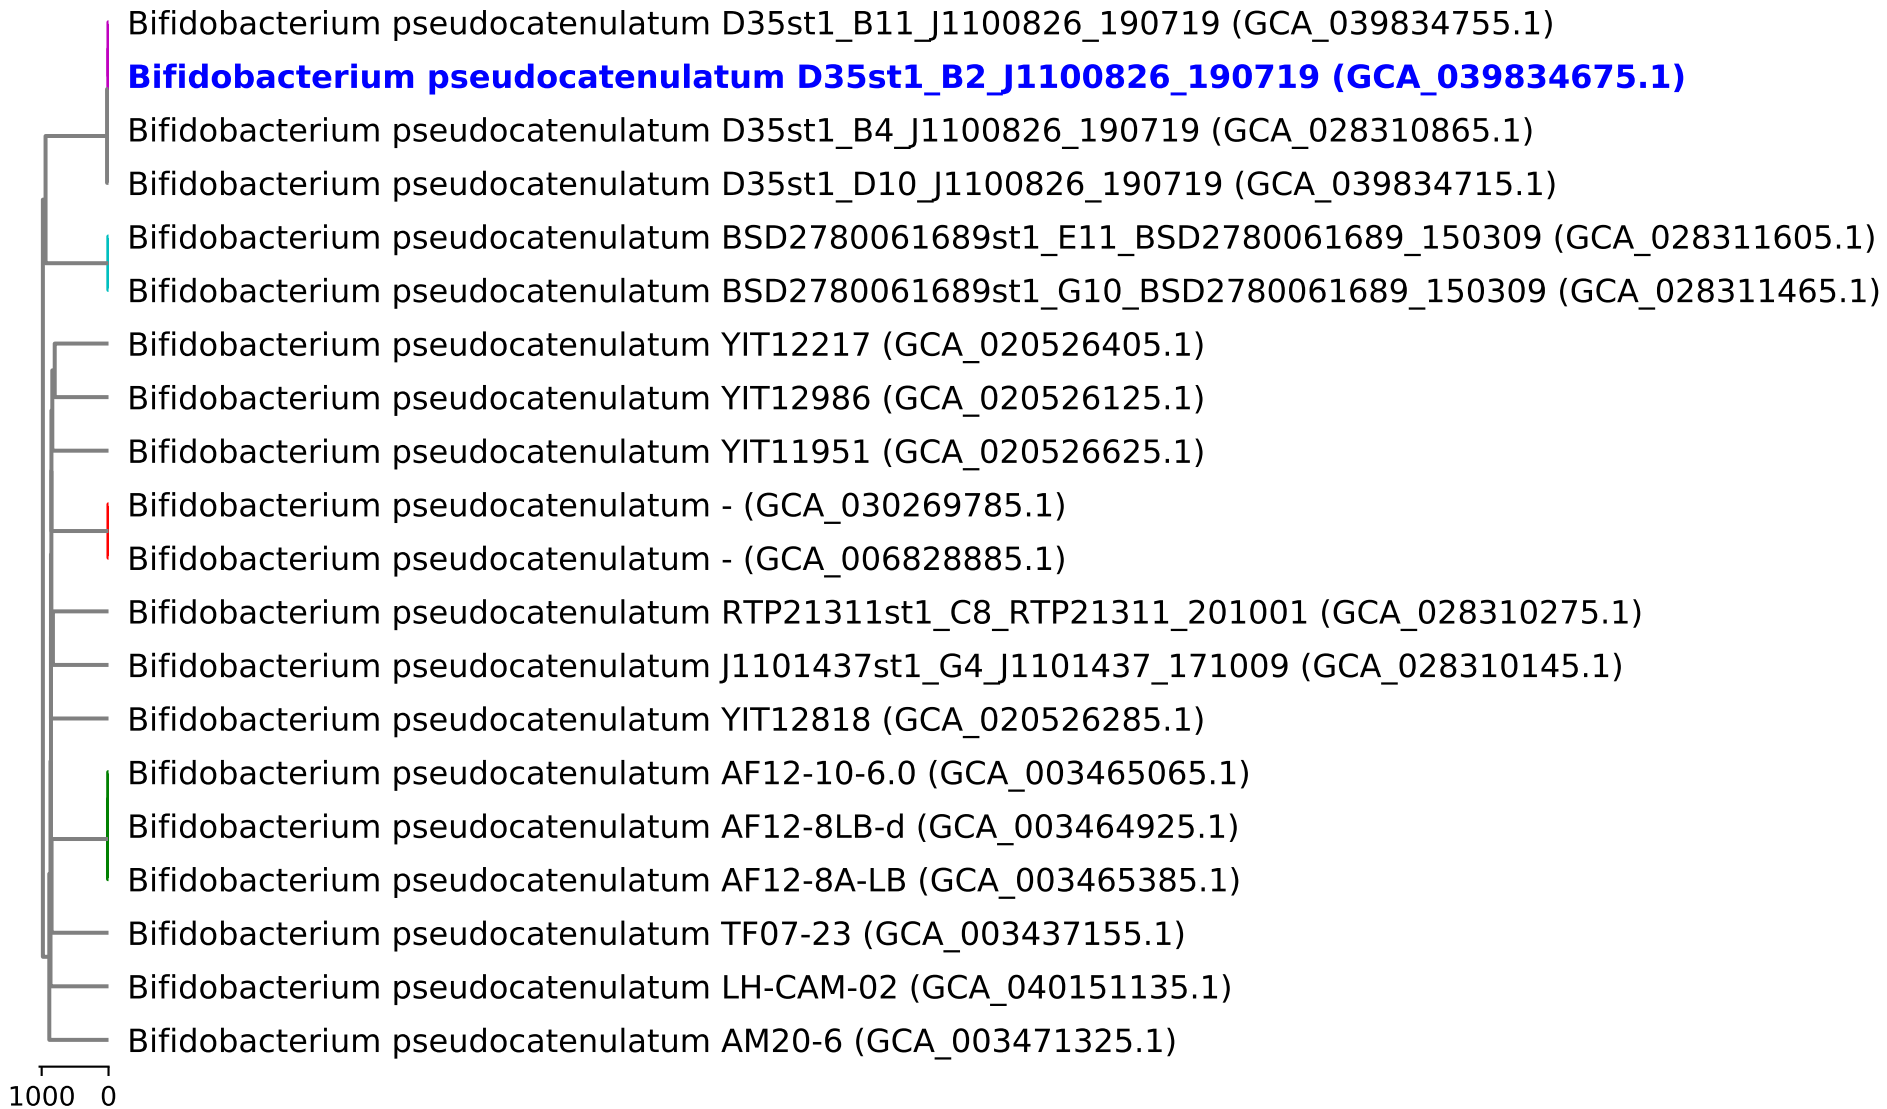 Bifidobacterium pseudocatenulatum D35st1_B11_J1100826_190719 (GCA_039834755.1)
Bifidobacterium pseudocatenulatum D35st1_B2_J1100826_190719 (GCA_039834675.1)
Bifidobacterium pseudocatenulatum D35st1_B4_J1100826_190719 (GCA_028310865.1)
Bifidobacterium pseudocatenulatum D35st1_D10_J1100826_190719 (GCA_039834715.1)
Bifidobacterium pseudocatenulatum BSD2780061689st1_E11_BSD2780061689_150309 (GCA_028311605.1)
Bifidobacterium pseudocatenulatum BSD2780061689st1_G10_BSD2780061689_150309 (GCA_028311465.1)
Bifidobacterium pseudocatenulatum YIT12217 (GCA_020526405.1)
Bifidobacterium pseudocatenulatum YIT12986 (GCA_020526125.1)
Bifidobacterium pseudocatenulatum YIT11951 (GCA_020526625.1)
Bifidobacterium pseudocatenulatum - (GCA_030269785.1)
Bifidobacterium pseudocatenulatum - (GCA_006828885.1)
Bifidobacterium pseudocatenulatum RTP21311st1_C8_RTP21311_201001 (GCA_028310275.1)
Bifidobacterium pseudocatenulatum J1101437st1_G4_J1101437_171009 (GCA_028310145.1)
Bifidobacterium pseudocatenulatum YIT12818 (GCA_020526285.1)
Bifidobacterium pseudocatenulatum AF12-10-6.0 (GCA_003465065.1)
Bifidobacterium pseudocatenulatum AF12-8LB-d (GCA_003464925.1)
Bifidobacterium pseudocatenulatum AF12-8A-LB (GCA_003465385.1)
Bifidobacterium pseudocatenulatum TF07-23 (GCA_003437155.1)
Bifidobacterium pseudocatenulatum LH-CAM-02 (GCA_040151135.1)
Bifidobacterium pseudocatenulatum AM20-6 (GCA_003471325.1)
1000 0